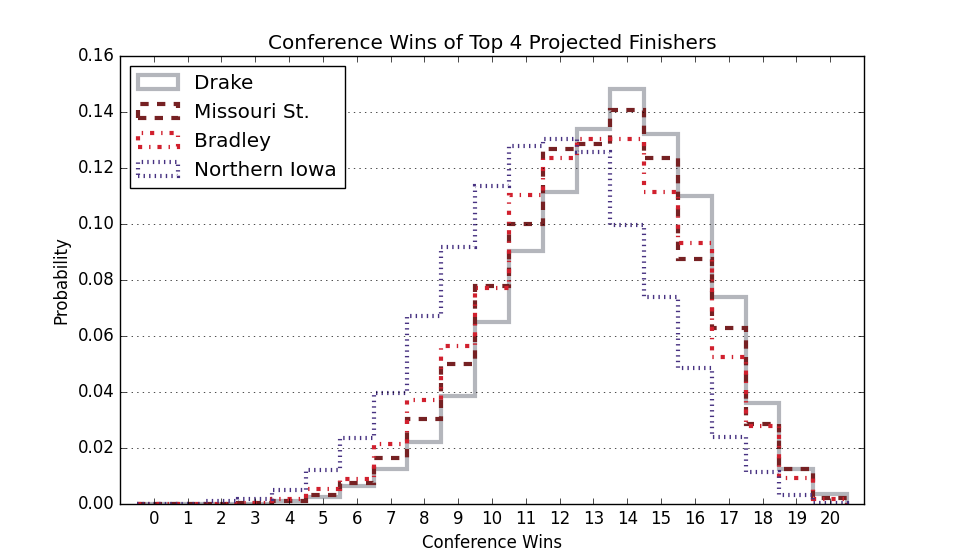 Conference Wins of Top 4 Projected Finishers
0.16
0.14
0.12
0.10
0.08
0.06
0.04
0.02
0.00
Probability
Drake
Missouri St.
Bradley
Northern Iowa
0 1 2 3 4 5 6 7 8 9 10 11 12 13 14 15 16 17 18 19 20
Conference Wins